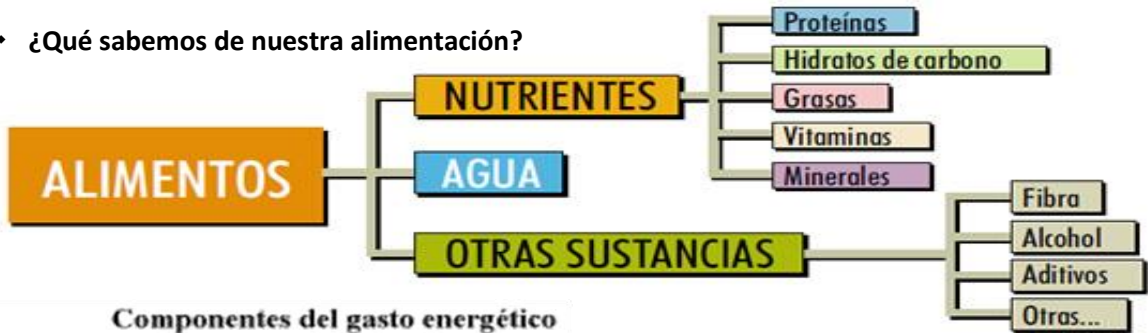 ¿Qué sabemos de nuestra alimentación?
ALIMENTOS
NUTRIENTES
Proteínas
Hidratos de carbono
Grasas
Vitaminas
Minerales
AGUA
OTRAS SUSTANCIAS
Fibra
Alcohol
Aditivos
Otras...
Componentes del gasto energético